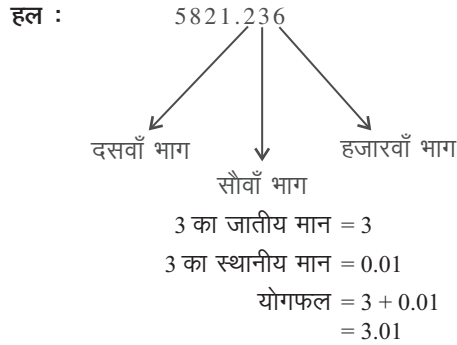 हल : 5821.236
दसवाँ भाग
सौवाँ भाग
हजारवाँ भाग
3 का जातीय मान = 3
3 का स्थानीय मान = 0.01
योगफल = 3 + 0.01
= 3.01